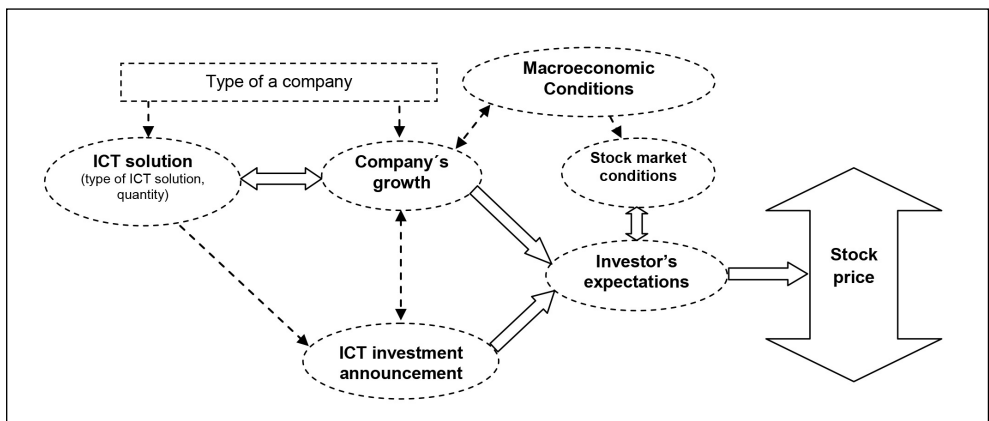 Type of a company
Macroeconomic
Conditions
ICT solution
(type of ICT solution,
quantity)
Company´s
growth
Stock market
conditions
Investor’s
expectations
Stock
price
ICT investment
announcement